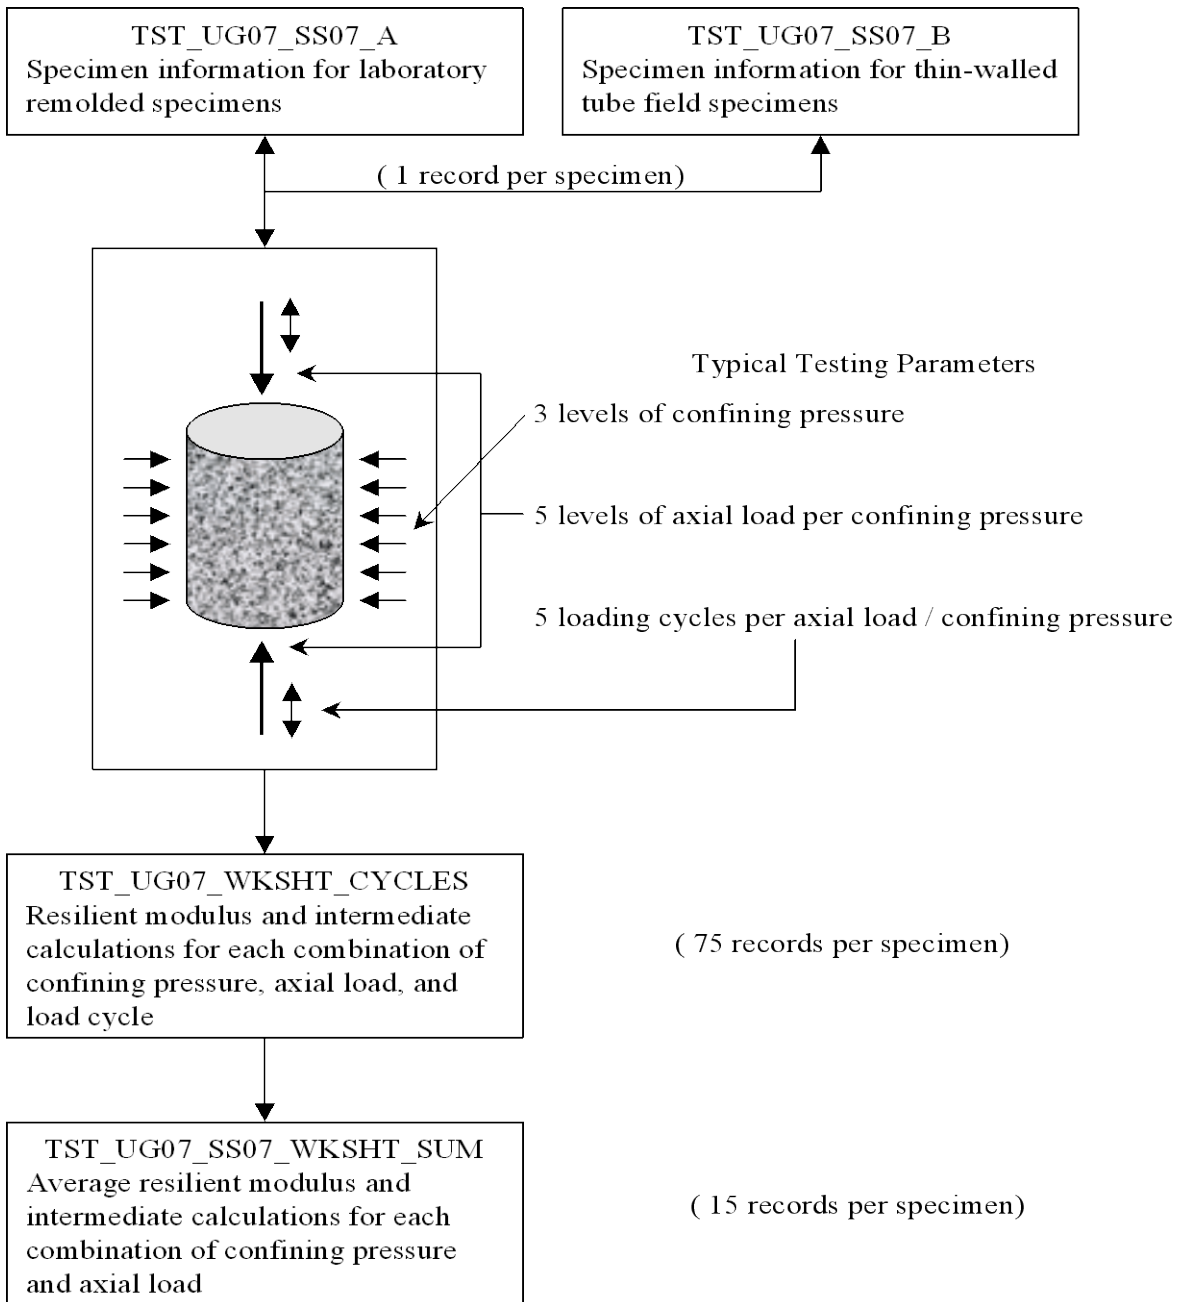 TST_UG07_SS07_A
Specimen information for laboratory
remolded specimens
TST_UG07_SS07_B
Specimen information for thin-walled
tube field specimens
( 1 record per specimen)
Typical Testing Parameters
3 levels of confining pressure
5 levels of axial load per confining pressure
5 loading cycles per axial load / confining pressure
TST_UG07_WKSHT_CYCLES
Resilient modulus and intermediate
calculations for each combination of
confining pressure, axial load, and
load cycle
( 75 records per specimen)
TST_UG07_SS07_WKSHT_SUM
Average resilient modulus and
intermediate calculations for each
combination of confining pressure
and axial load
( 15 records per specimen)